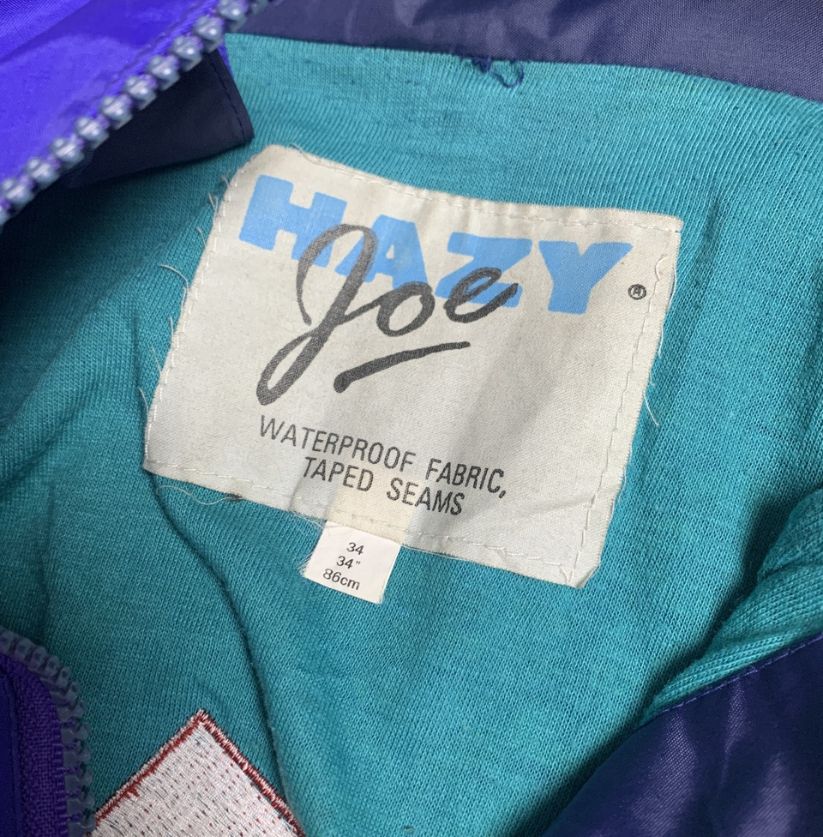 HAZY ®
Joe
WATERPROOF FABRIC,
TAPED SEAMS
34
34"
86cm